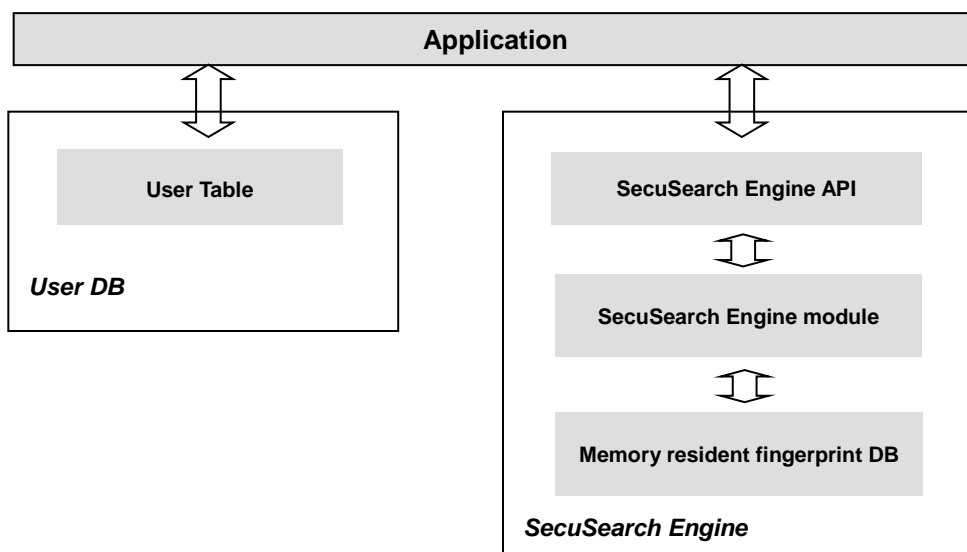 Application
User Table
User DB
SecuSearch Engine API
SecuSearch Engine module
Memory resident fingerprint DB
SecuSearch Engine